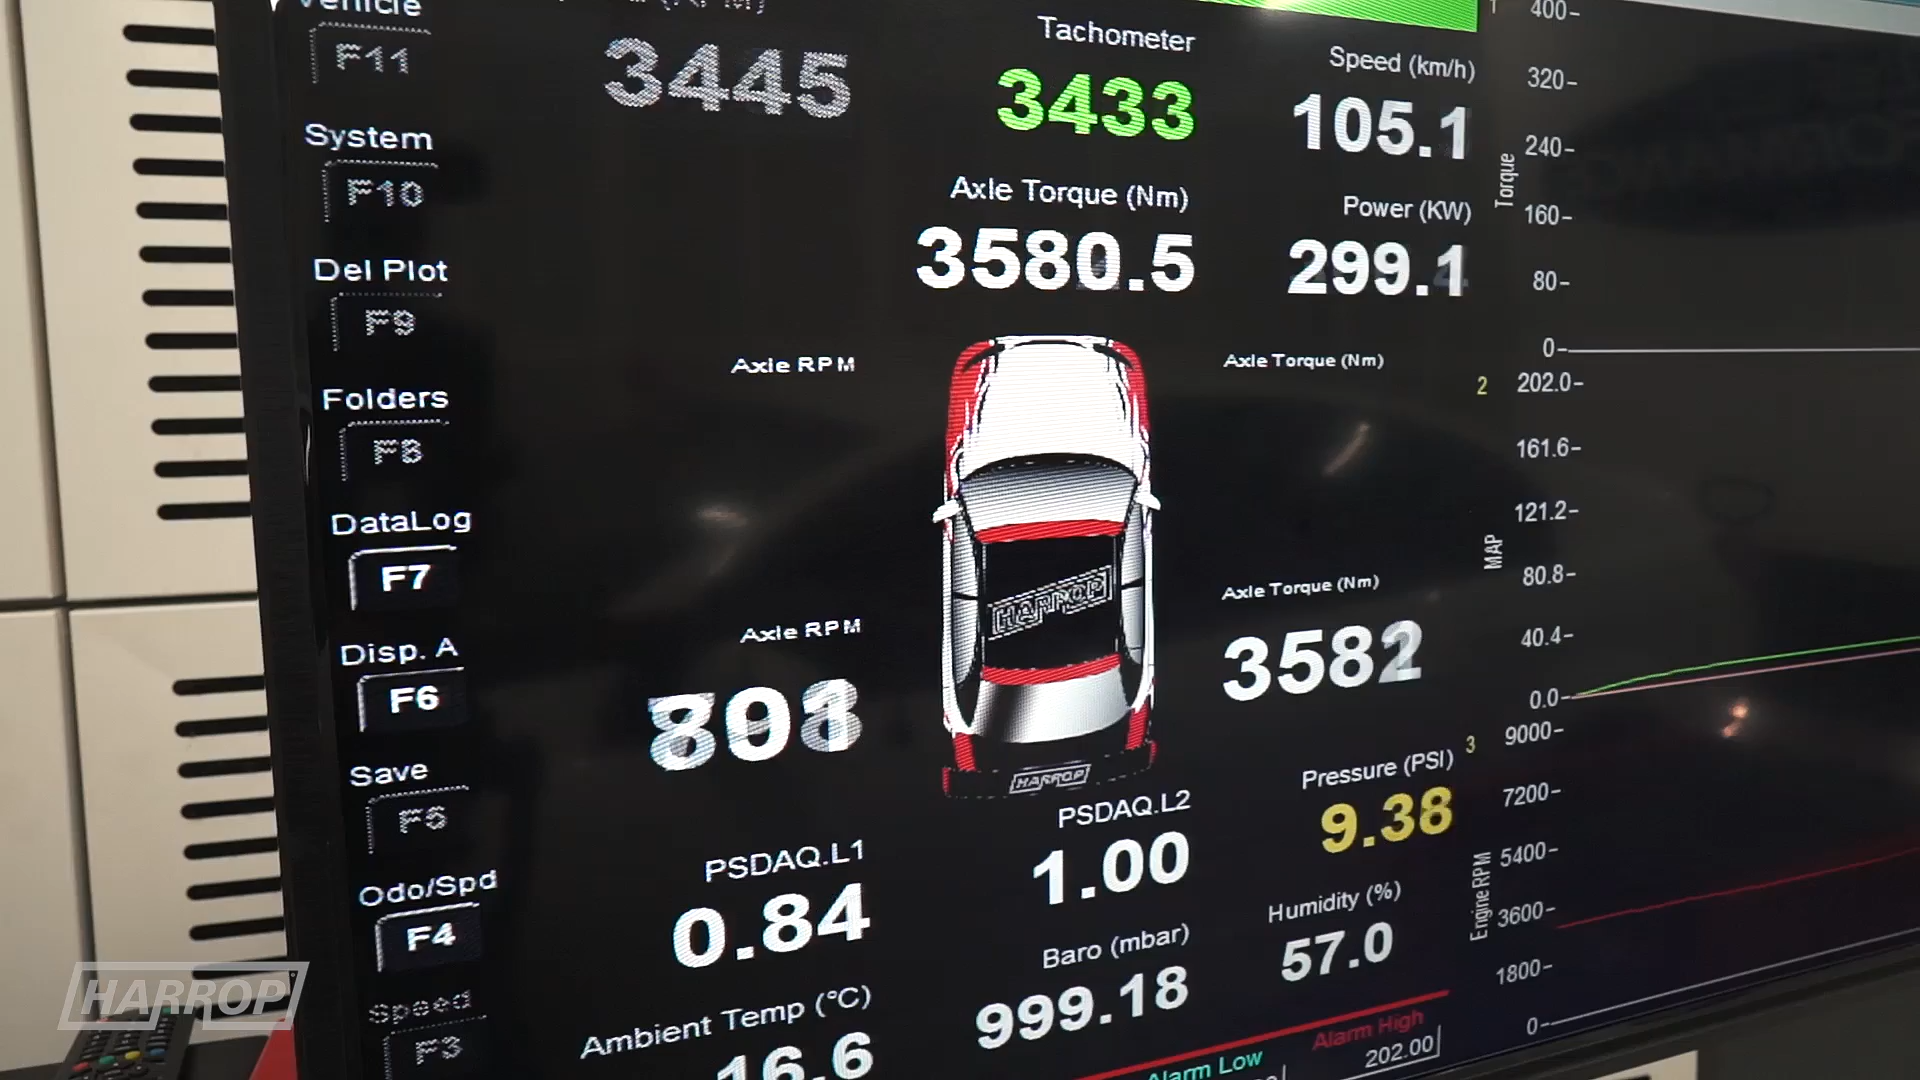 Vehicle
F11
System
F10
Del Plot
F9
Folders
F8
DataLog
F7
Disp. A
F6
Save
F5
Odo/Spd
F4
Speed
F3
3445
Tachometer
3433
Speed (km/h)
105.1
Axle Torque (Nm)
3580.5
Power (KW)
299.1
Axle RPM
Axle Torque (Nm)
HARROP
Axle RPM
Axle Torque (Nm)
3582
HARROP
PSDAQ.L1
0.84
PSDAQ.L2
1.00
Pressure (PSI)
9.38
Ambient Temp (°C)
16.6
Baro (mbar)
999.18
Humidity (%)
57.0
Alarm Low
Alarm High
202.00
1
400
320
240
160
80
0
Torque
2
202.0
161.6
121.2
80.8
40.4
0.0
MAP
3
9000
7200
5400
3600
1800
0
Engine RPM
HARROP